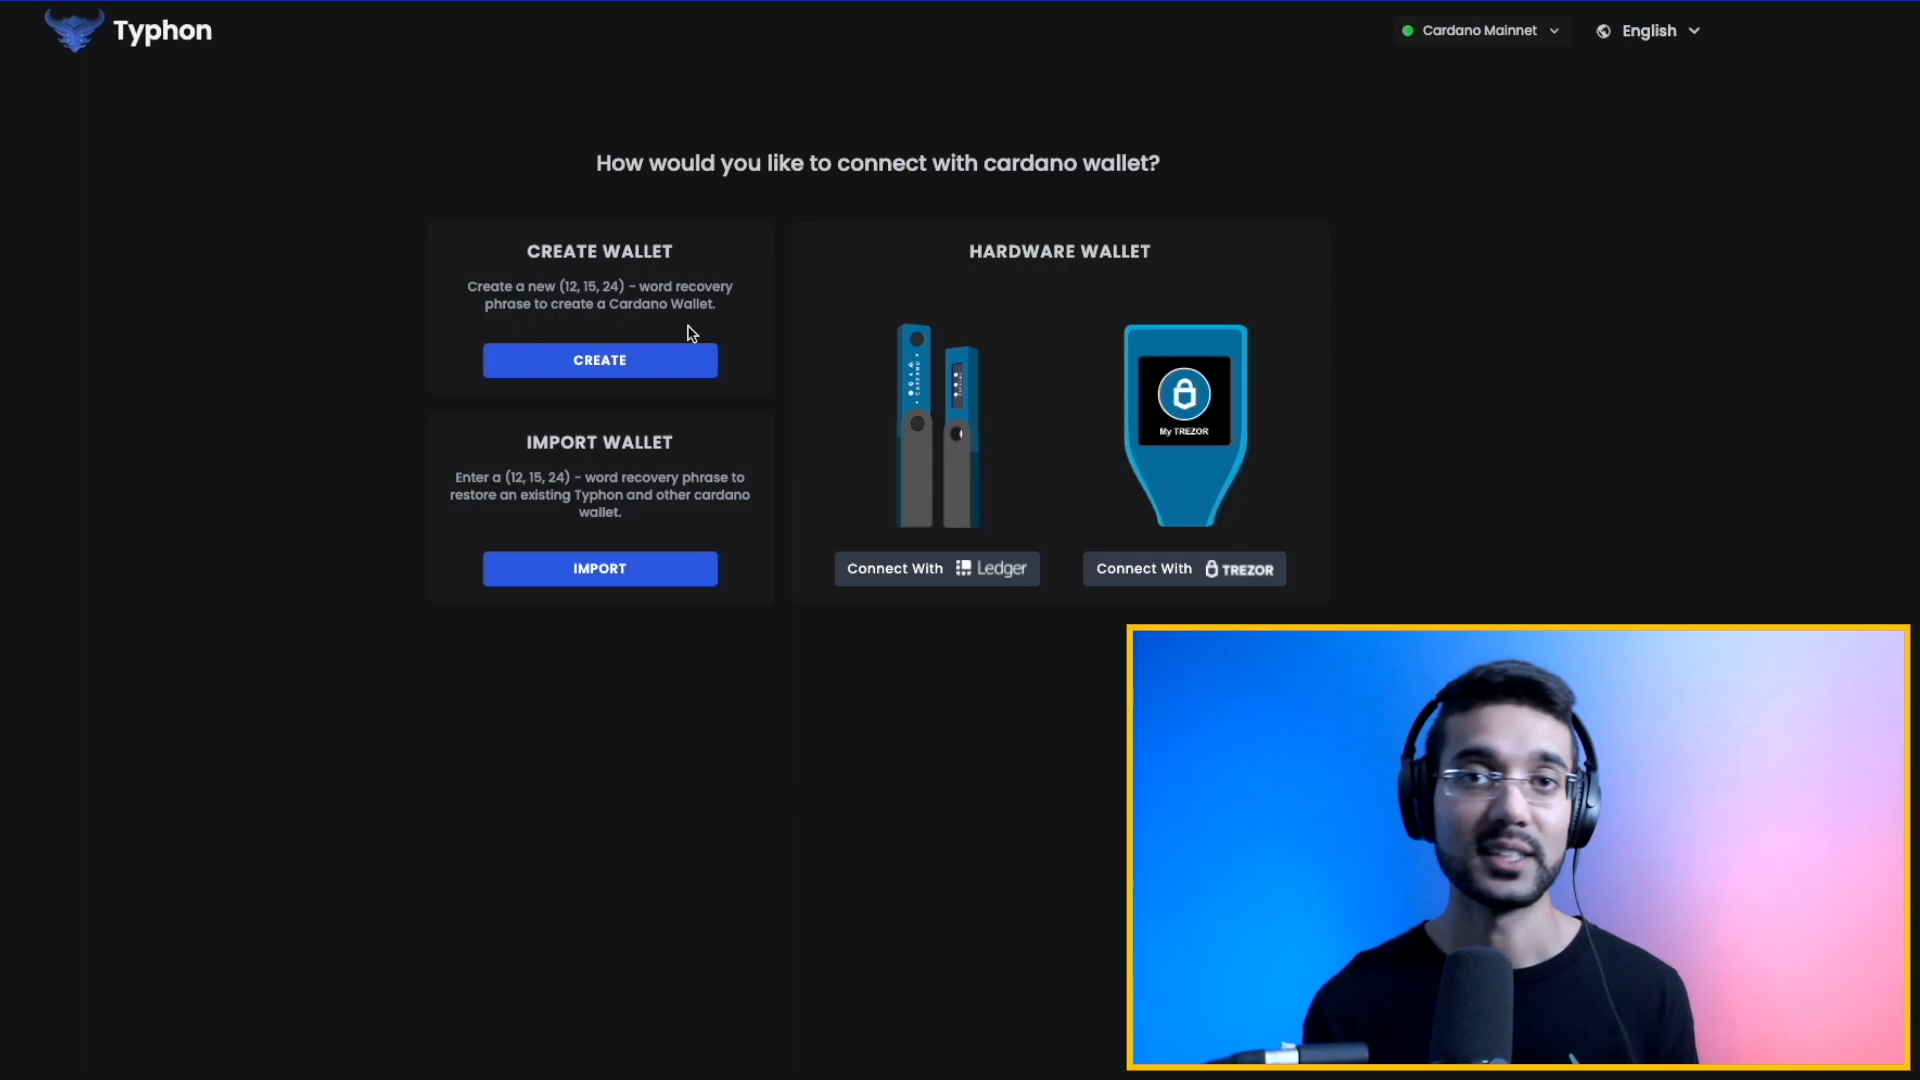 Typhon
Cardano Mainnet
English
How would you like to connect with cardano wallet?
CREATE WALLET
Create a new (12, 15, 24) - word recovery
phrase to create a Cardano Wallet.
CREATE
IMPORT WALLET
Enter a (12, 15, 24) - word recovery phrase to
restore an existing Typhon and other cardano
wallet.
IMPORT
HARDWARE WALLET
My TREZOR
Connect With Ledger
Connect With TREZOR